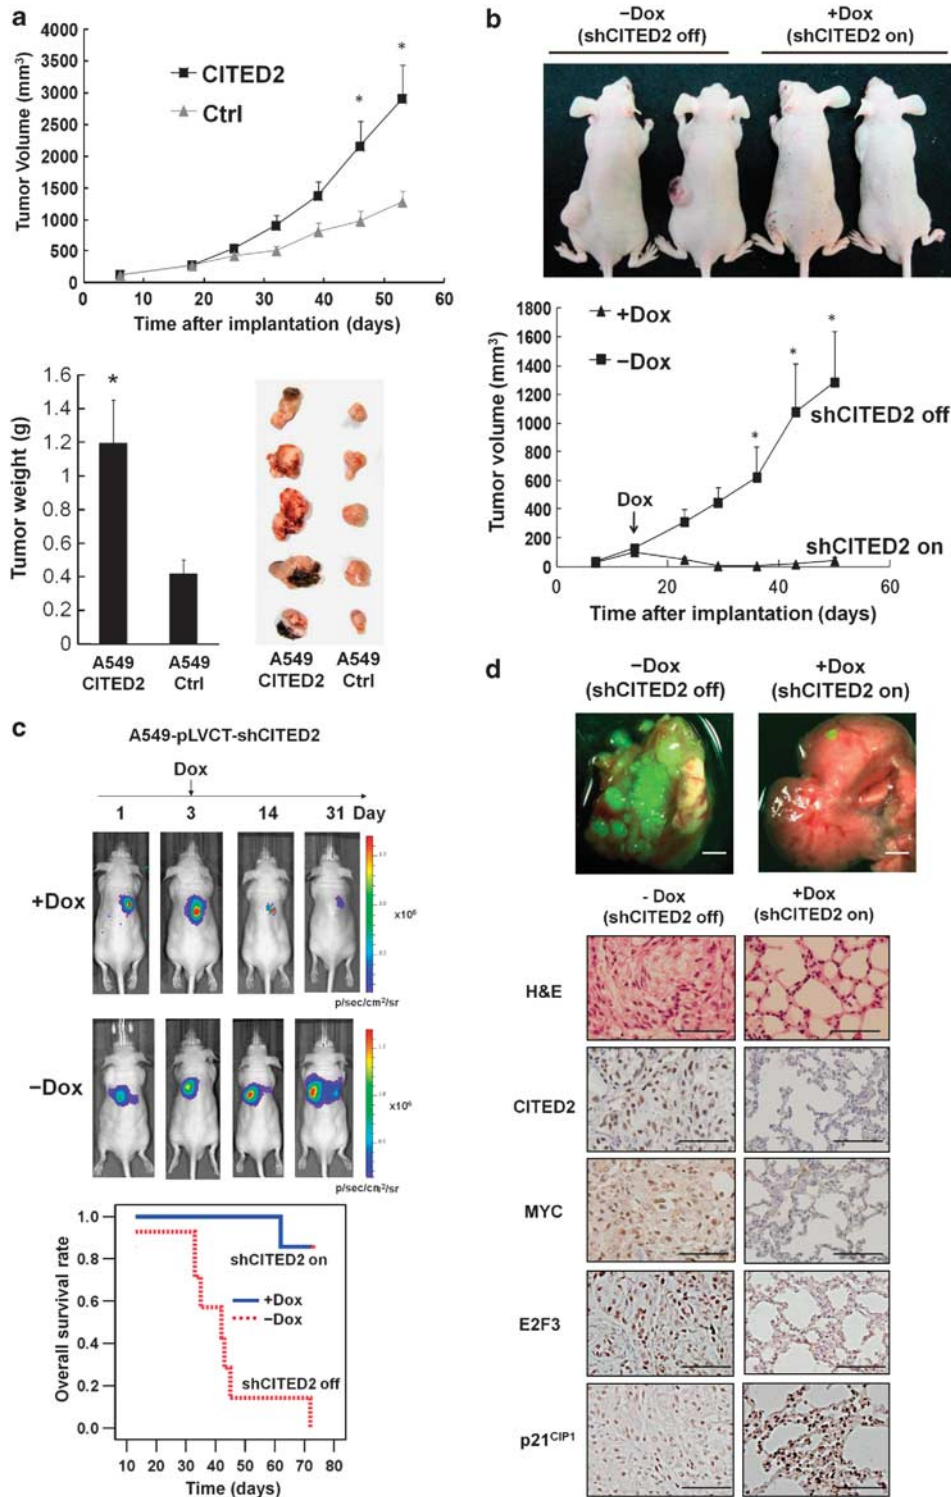 a
4000
3500
3000
2500
2000
1500
1000
500
0
Tumor Volume (mm³)
CITED2
Ctrl
*
*
0 10 20 30 40 50 60
Time after implantation (days)
1.6
1.4
1.2
1
0.8
0.6
0.4
0.2
0
Tumor weight (g)
*
A549 CITED2
A549 Ctrl
A549 CITED2
A549 Ctrl
b
−Dox
(shCITED2 off)
+Dox
(shCITED2 on)
1800
1600
1400
1200
1000
800
600
400
200
0
Tumor volume (mm³)
+Dox
−Dox
*
*
*
shCITED2 off
Dox
shCITED2 on
0 20 40 60
Time after implantation (days)
c
A549-pLVCT-shCITED2
Dox
1 3 14 31 Day
+Dox
x10⁶
p/sec/cm²/sr
−Dox
1.0
x10⁶
p/sec/cm²/sr
1.0
0.8
0.6
0.4
0.2
0.0
Overall survival rate
shCITED2 on
+Dox
−Dox
shCITED2 off
10 20 30 40 50 60 70 80
Time (days)
d
−Dox
(shCITED2 off)
+Dox
(shCITED2 on)
- Dox
(shCITED2 off)
+Dox
(shCITED2 on)
H&E
CITED2
MYC
E2F3
p21ᶜᴵᴾ¹